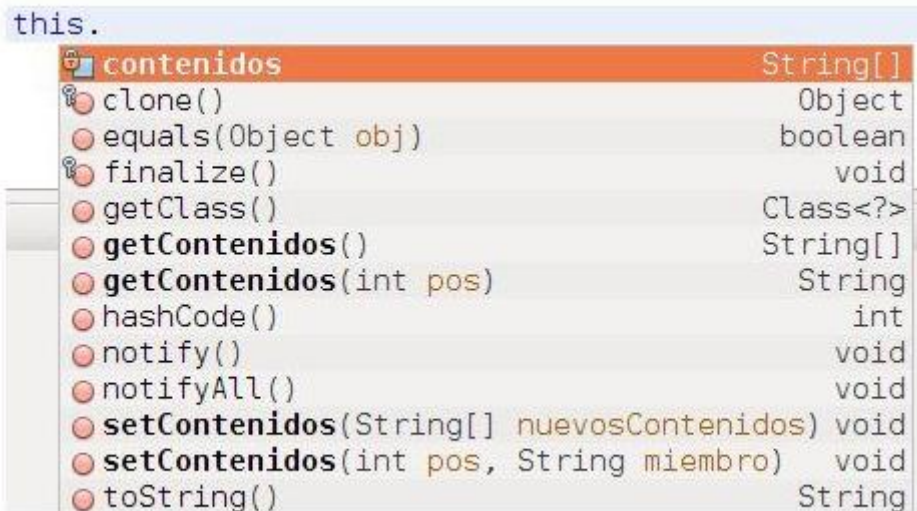 this.
contenidos String[]
clone() Object
equals(Object obj) boolean
finalize() void
getClass() Class<?>
getContenidos() String[]
getContenidos(int pos) String
hashCode() int
notify() void
notifyAll() void
setContenidos(String[] nuevosContenidos) void
setContenidos(int pos, String miembro) void
toString() String